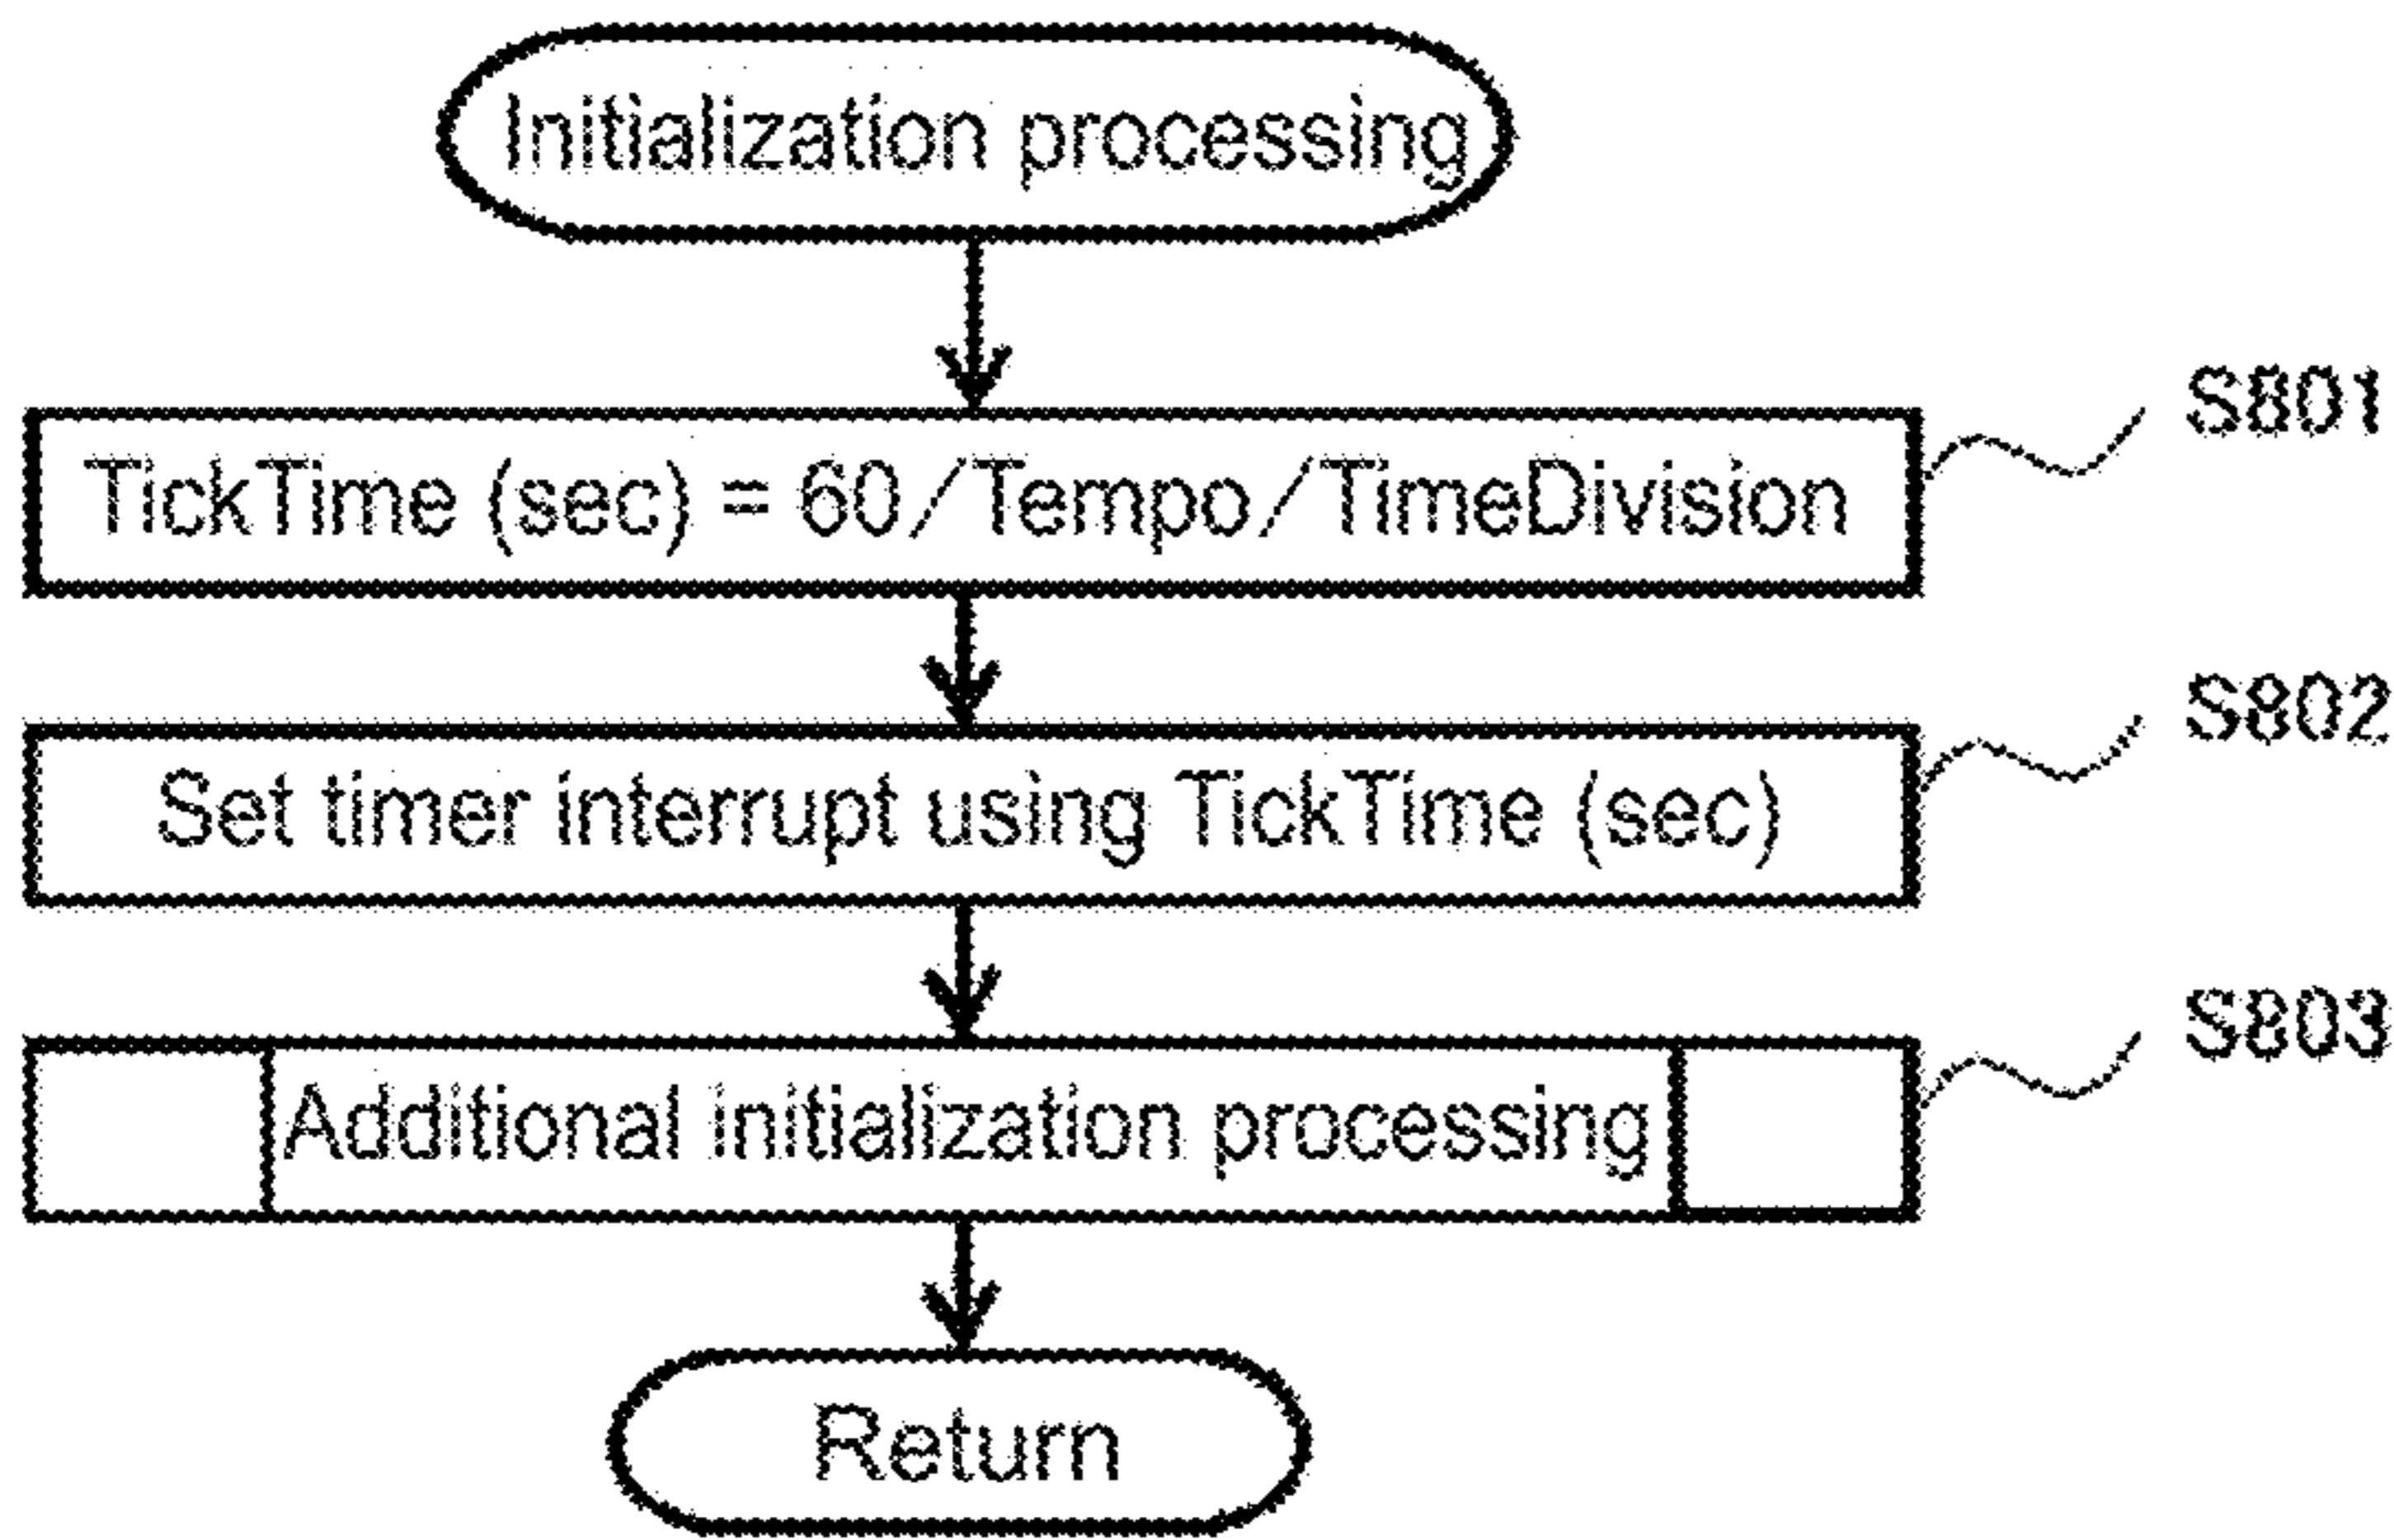 Initialization processing
S801
TickTime (sec) = 60/Tempo/TimeDivision
S802
Set timer interrupt using TickTime (sec)
S803
Additional initialization processing
Return